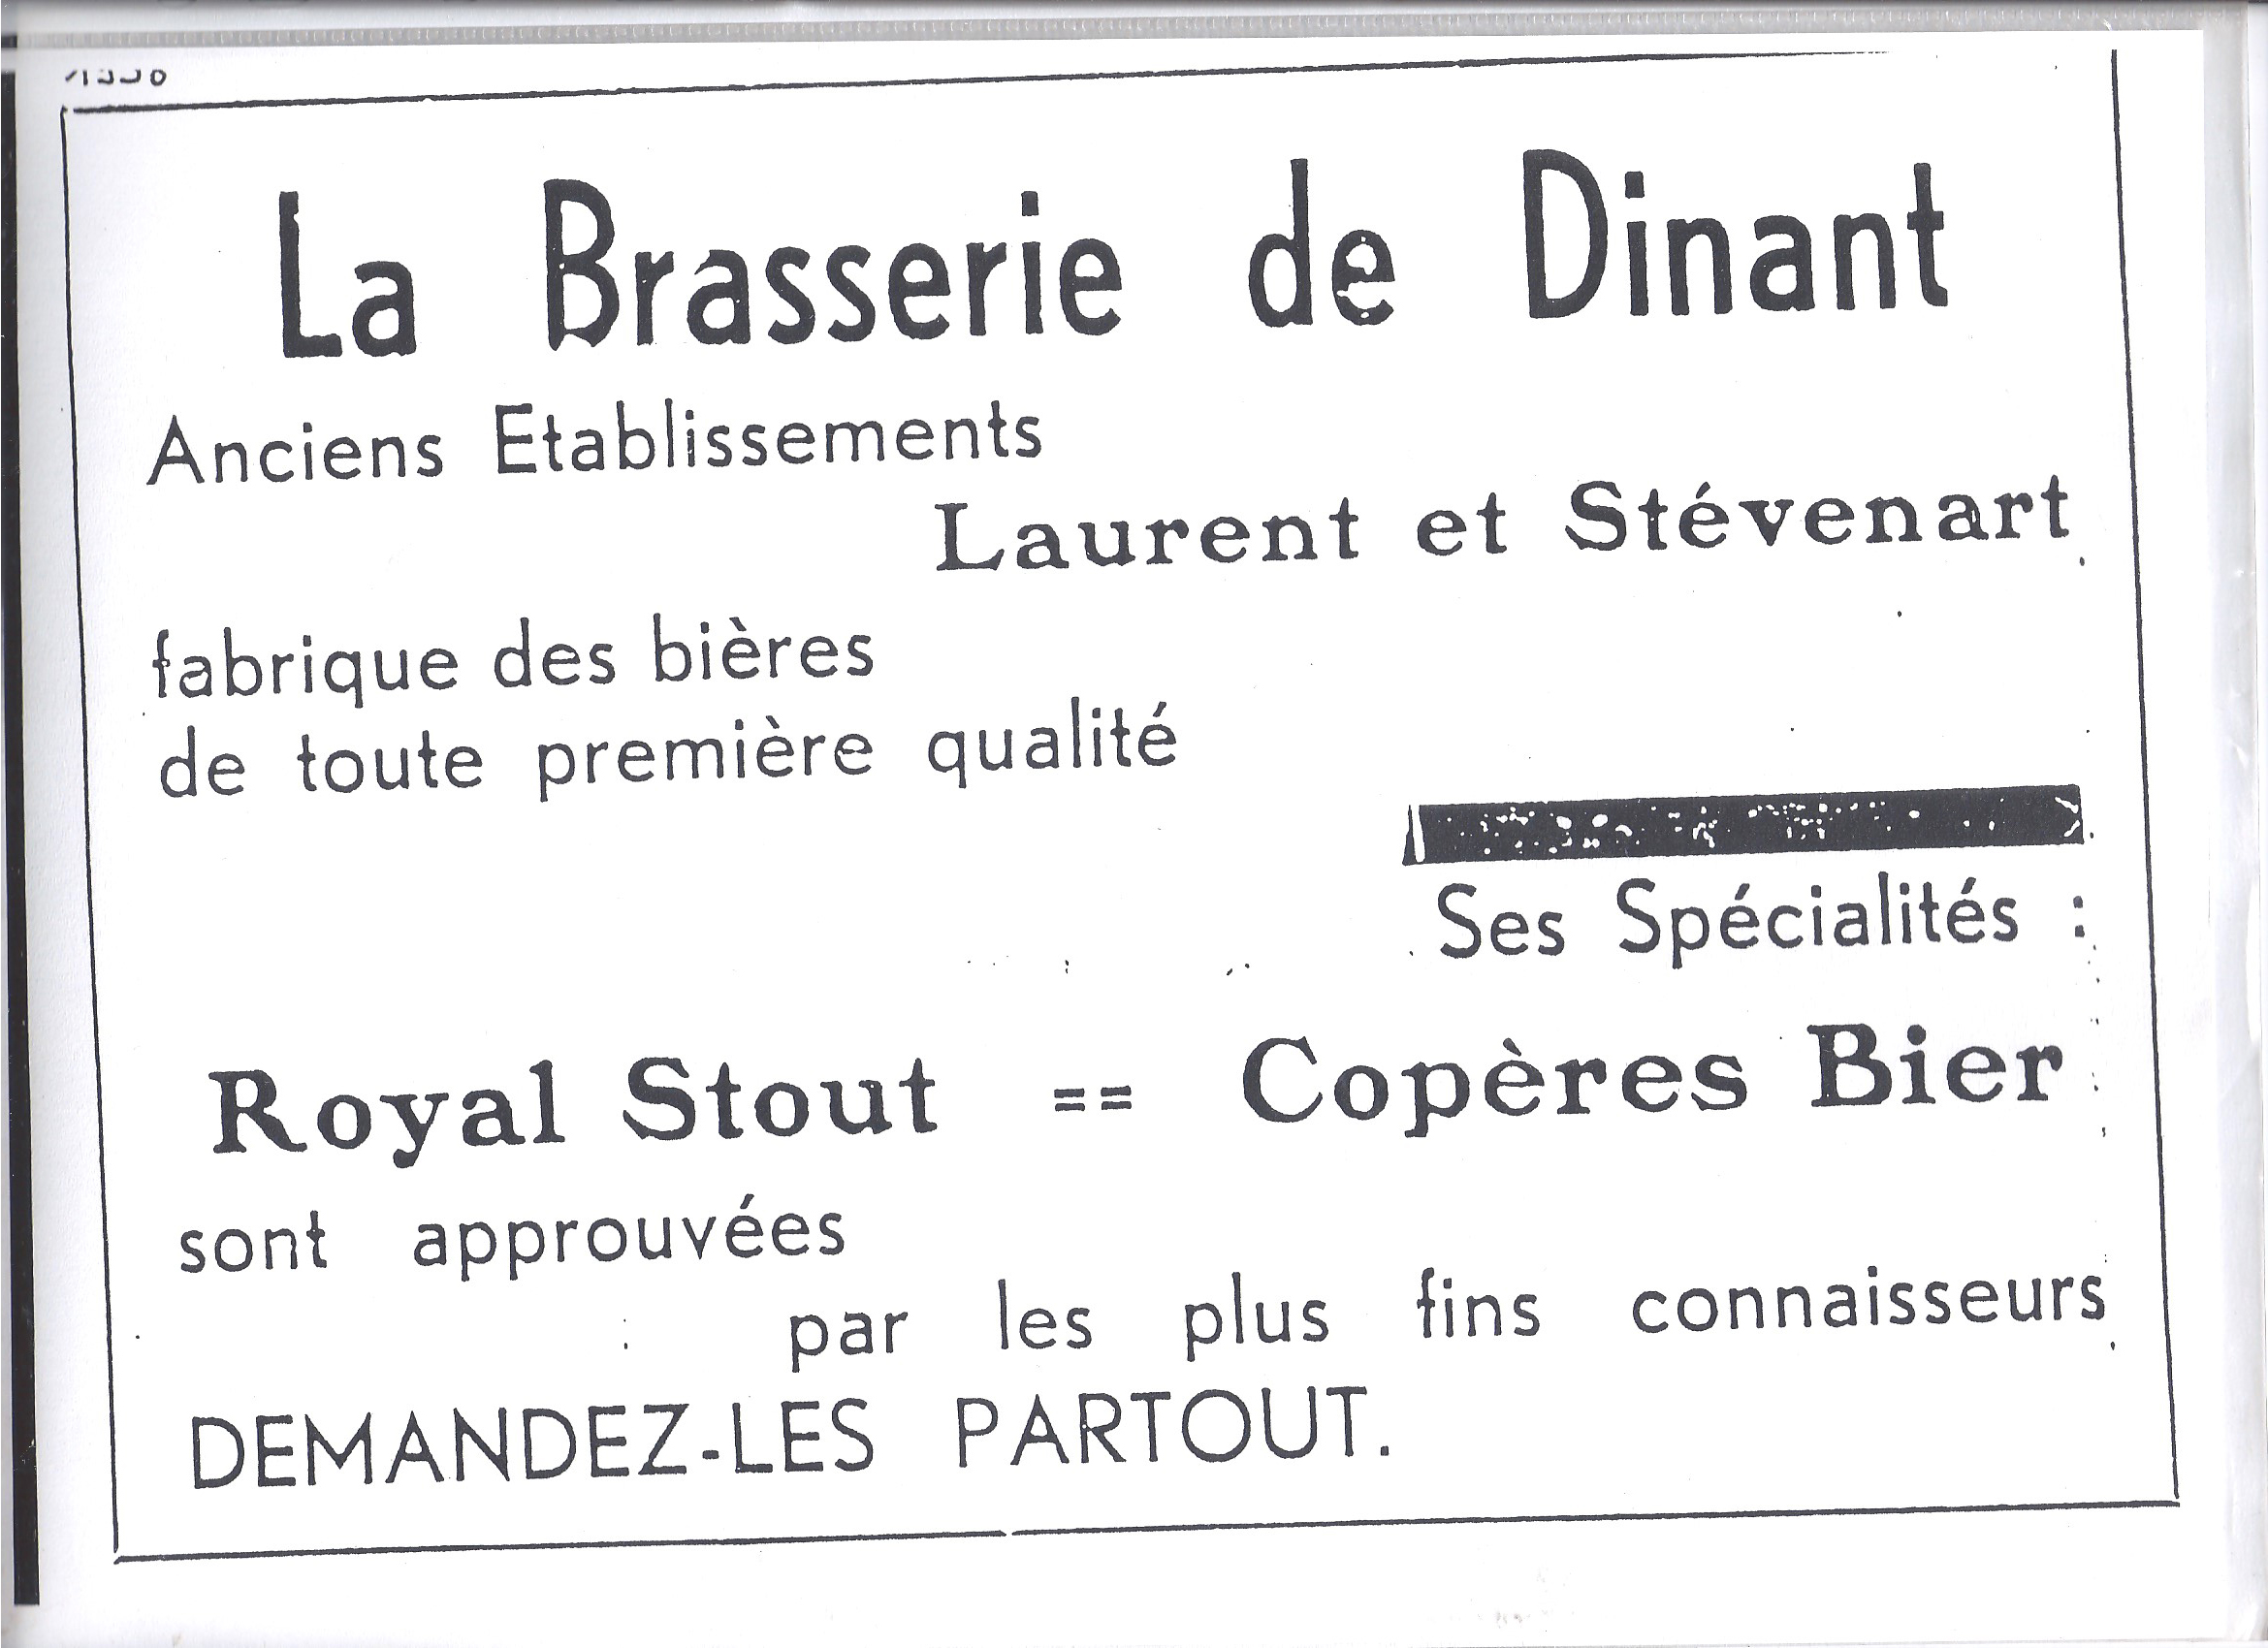 La Brasserie de Dinant
Anciens Etablissements
Laurent et Stévenart
fabrique des bières
de toute première qualité
Ses Spécialités :
Royal Stout == Copères Bier
sont approuvées
par les plus fins connaisseurs
DEMANDEZ-LES PARTOUT.